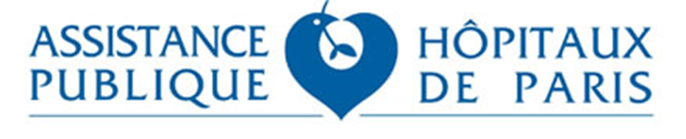 ASSISTANCE
PUBLIQUE
HÔPITAUX
DE PARIS